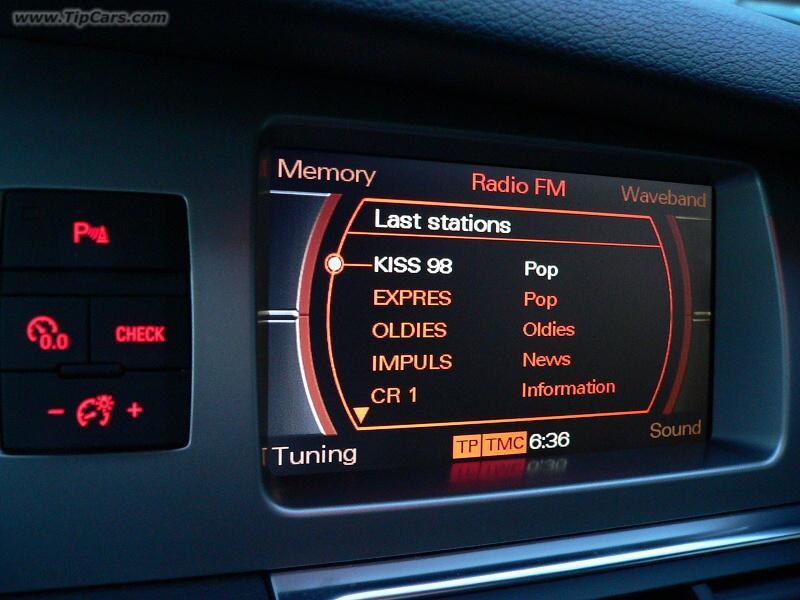 www.TipCars.com
Memory
Radio FM
Waveband
Last stations
KISS 98 Pop
EXPRES Pop
OLDIES Oldies
IMPULS News
CR 1 Information
Tuning
TP TMC 6:36
Sound
P
0.0 CHECK
- +